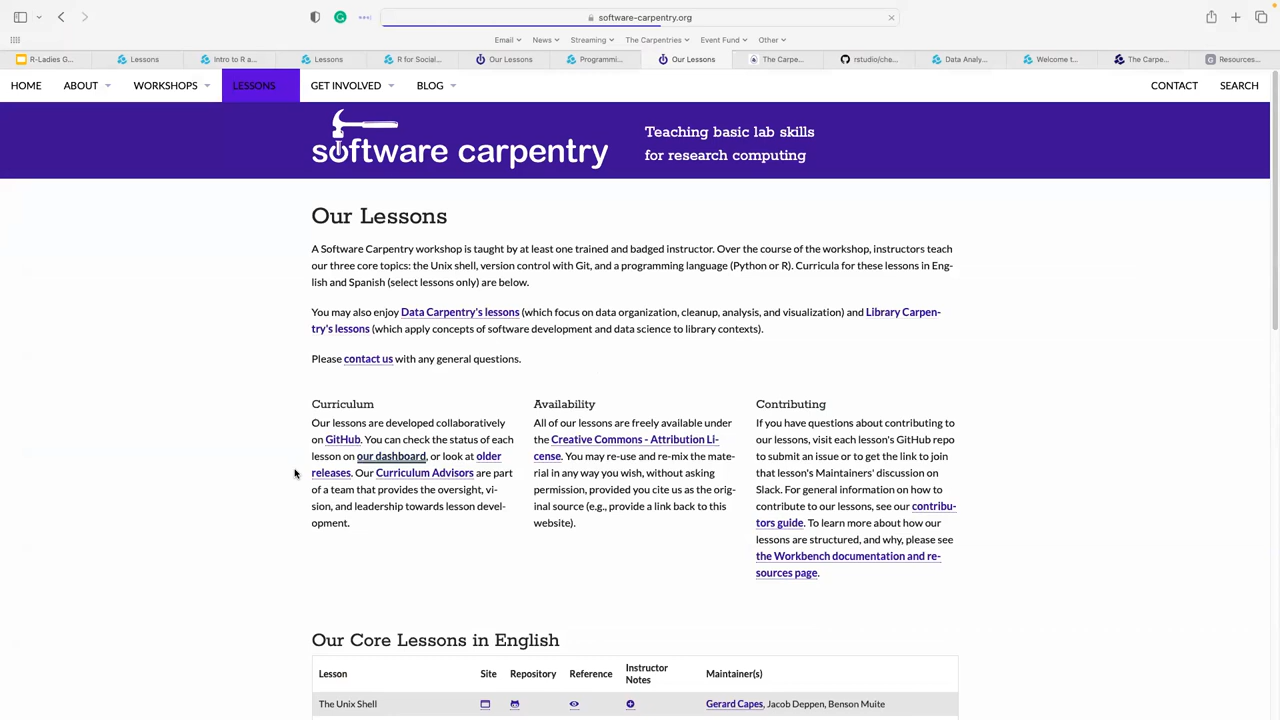 software-carpentry.org
Email News Streaming The Carpentries Event Fund Other
R-Ladies G... Lessons Intro to R a... Lessons R for Social... Our Lessons Programmi... Our Lessons The Carpe... rstudio/che... Data Analy... Welcome t... The Carpe... Resources...
HOME ABOUT WORKSHOPS LESSONS GET INVOLVED BLOG CONTACT SEARCH
software carpentry
Teaching basic lab skills
for research computing
Our Lessons
A Software Carpentry workshop is taught by at least one trained and badged instructor. Over the course of the workshop, instructors teach
our three core topics: the Unix shell, version control with Git, and a programming language (Python or R). Curricula for these lessons in Eng-
lish and Spanish (select lessons only) are below.
You may also enjoy Data Carpentry's lessons (which focus on data organization, cleanup, analysis, and visualization) and Library Carpen-
try's lessons (which apply concepts of software development and data science to library contexts).
Please contact us with any general questions.
Curriculum
Our lessons are developed collaboratively
on GitHub. You can check the status of each
lesson on our dashboard, or look at older
releases. Our Curriculum Advisors are part
of a team that provides the oversight, vi-
sion, and leadership towards lesson devel-
opment.
Availability
All of our lessons are freely available under
the Creative Commons - Attribution Li-
cense. You may re-use and re-mix the mate-
rial in any way you wish, without asking
permission, provided you cite us as the orig-
inal source (e.g., provide a link back to this
website).
Contributing
If you have questions about contributing to
our lessons, visit each lesson's GitHub repo
to submit an issue or to get the link to join
that lesson's Maintainers' discussion on
Slack. For general information on how to
contribute to our lessons, see our contribu-
tors guide. To learn more about how our
lessons are structured, and why, please see
the Workbench documentation and re-
sources page.
Our Core Lessons in English
Lesson Site Repository Reference Instructor Notes Maintainer(s)
The Unix Shell Gerard Capes, Jacob Deppen, Benson Muite